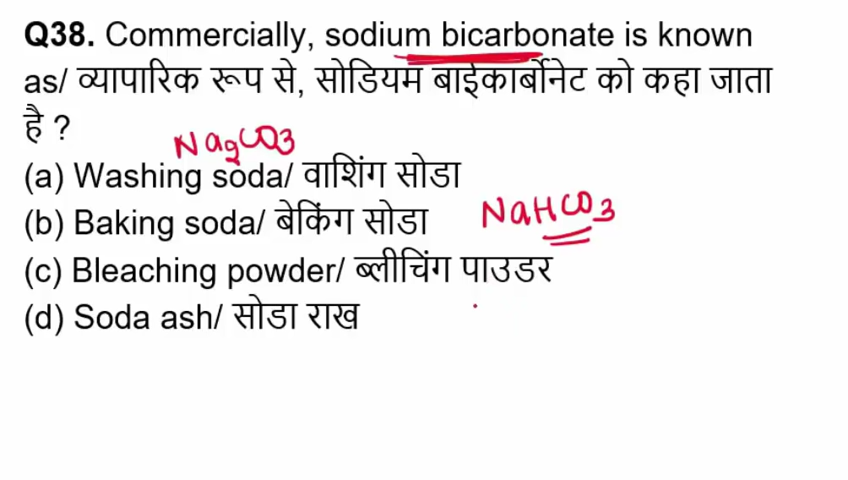 Q38. Commercially, sodium bicarbonate is known
as/ व्यापारिक रूप से, सोडियम बाईकार्बोनेट को कहा जाता
है ?
Na2CO3
(a) Washing soda/ वाशिंग सोडा
(b) Baking soda/ बेकिंग सोडा NaHCO3
(c) Bleaching powder/ ब्लीचिंग पाउडर
(d) Soda ash/ सोडा राख